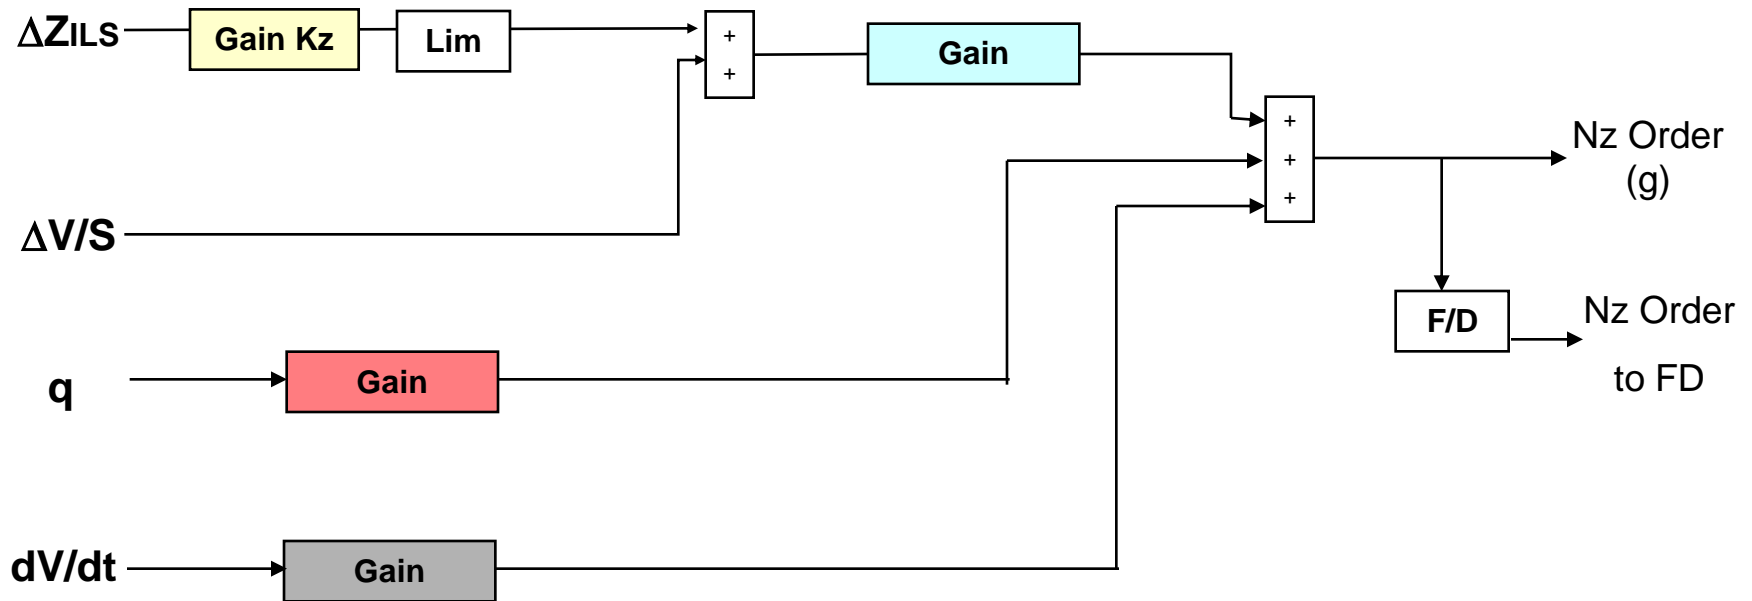 ΔZILS
Gain Kz
Lim
+
+
Gain
+
+
+
Nz Order
(g)
ΔV/S
F/D
Nz Order
to FD
q
Gain
dV/dt
Gain